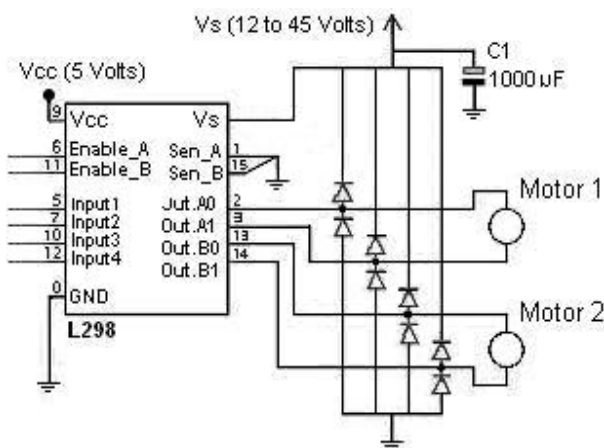 Vs (12 to 45 Volts)
C1
1000 uF
Vcc (5 Volts)
9
Vcc
Vs
6
Enable_A
Sen_A
1
11
Enable_B
Sen_B
15
5
Input1
Jut.A0
2
7
Input2
Out.A1
3
10
Input3
Out.B0
13
12
Input4
Out.B1
14
0
GND
L298
Motor 1
Motor 2